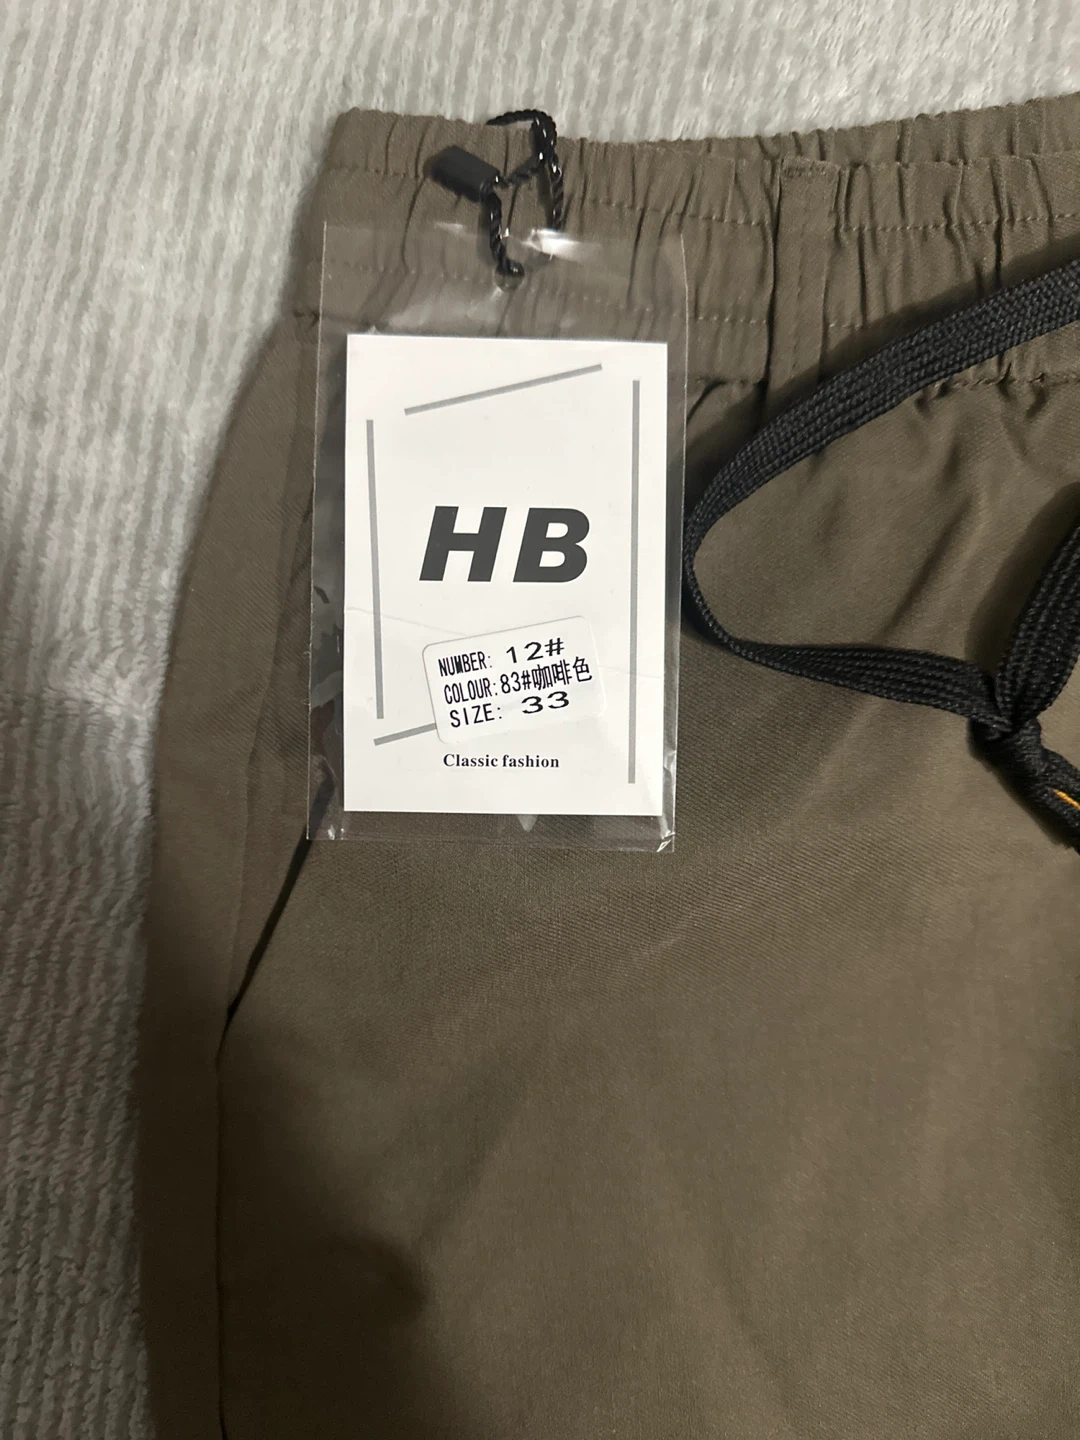 HB
NUMBER: 12#
COLOUR:83#咖啡色
SIZE: 33
Classic fashion